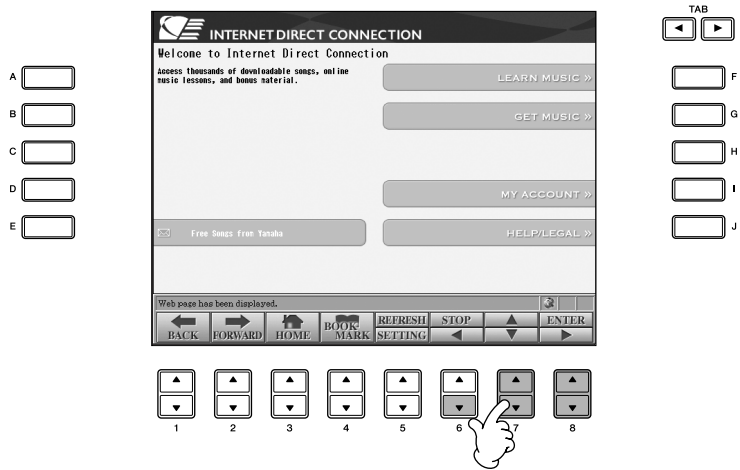 TAB
INTERNET DIRECT CONNECTION
Welcome to Internet Direct Connection
Access thousands of downloadable songs, online
music lessons, and bonus material.
LEARN MUSIC »
GET MUSIC »
MY ACCOUNT »
Free Songs from Yamaha
HELP/LEGAL »
A
B
C
D
E
F
G
H
I
J
Web page has been displayed.
BACK FORWARD HOME BOOK-
MARK REFRESH
SETTING STOP ENTER
1 2 3 4 5 6 7 8